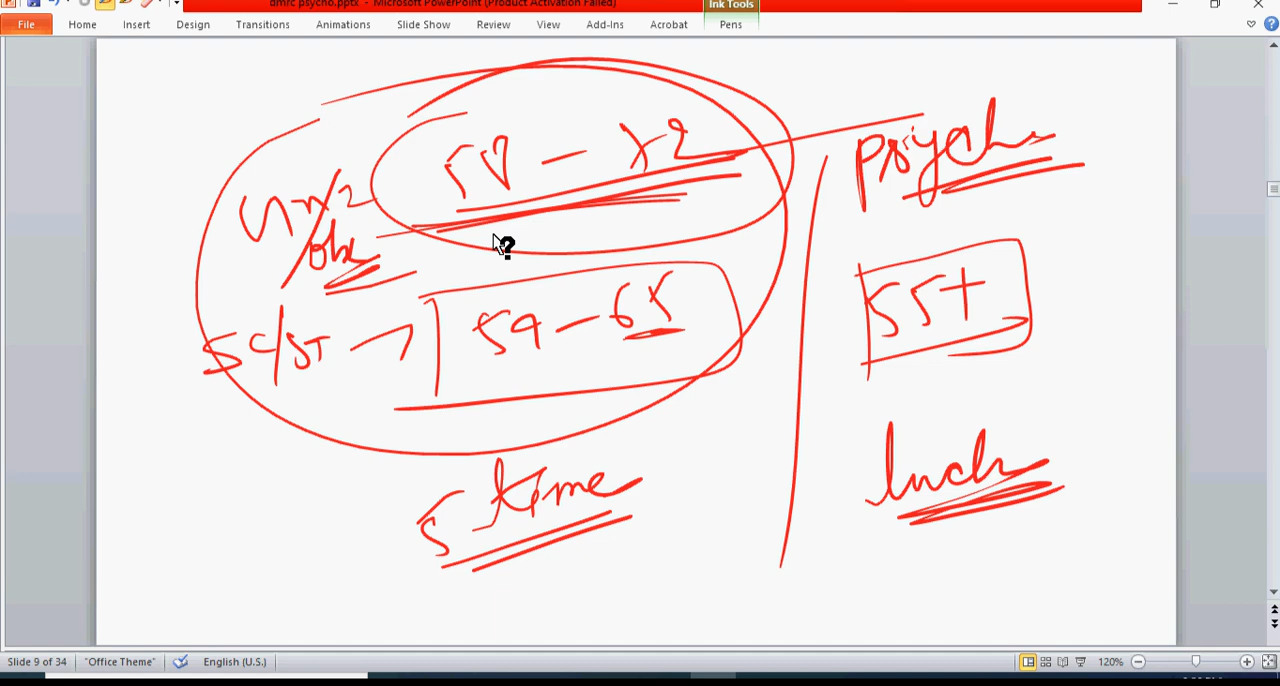 dmrc psycho.pptx - Microsoft PowerPoint (Product Activation Failed)
Ink Tools
File Home Insert Design Transitions Animations Slide Show Review View Add-Ins Acrobat Pens
psych
SC/ST → 59 - 65
55+
5 time
luck
Slide 9 of 34 "Office Theme" English (U.S.) 120%